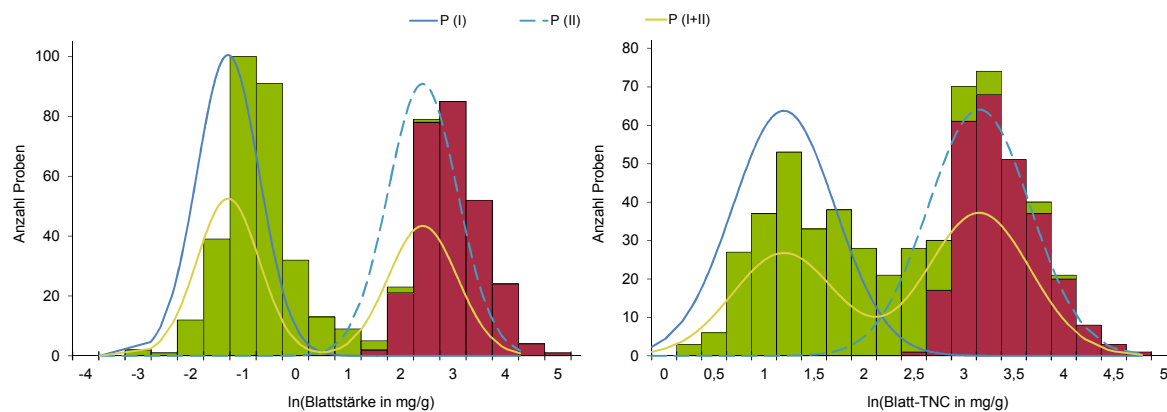 P (I) P (II) P (I+II)
Anzahl Proben
100
80
60
40
20
0
-4 -3 -2 -1 0 1 2 3 4 5
ln(Blattstärke in mg/g)
Anzahl Proben
80
70
60
50
40
30
20
10
0
0 0,5 1 1,5 2 2,5 3 3,5 4 4,5 5
ln(Blatt-TNC in mg/g)